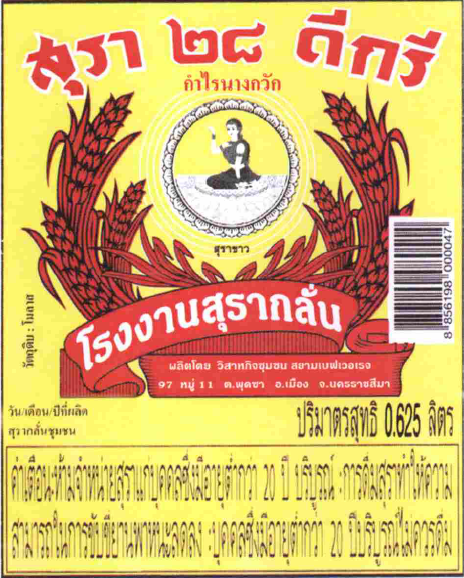 สุรา ๒๘ ดีกรี
กำไรนางกวัก
สุราขาว
โรงงานสุรากลั่น
วัตถุดิบ : โมลาส
8 856198 000047
ผลิตโดย วิสาหกิจชุมชน สยามเบฟเวอเรจ
97 หมู่ 11 ต.พุดซา อ.เมือง จ.นครราชสีมา
วัน/เดือน/ปีที่ผลิต
สุรากลั่นชุมชน
ปริมาตรสุทธิ 0.625 ลิตร
คำเตือน:ห้ามจำหน่ายสุราแก่บุคคลซึ่งมีอายุต่ำกว่า 20 ปี บริบูรณ์ :การดื่มสุราทำให้ความ
สามารถในการขับขี่ยานพาหนะลดลง :บุคคลซึ่งมีอายุต่ำกว่า 20 ปีบริบูรณ์ไม่ควรดื่ม